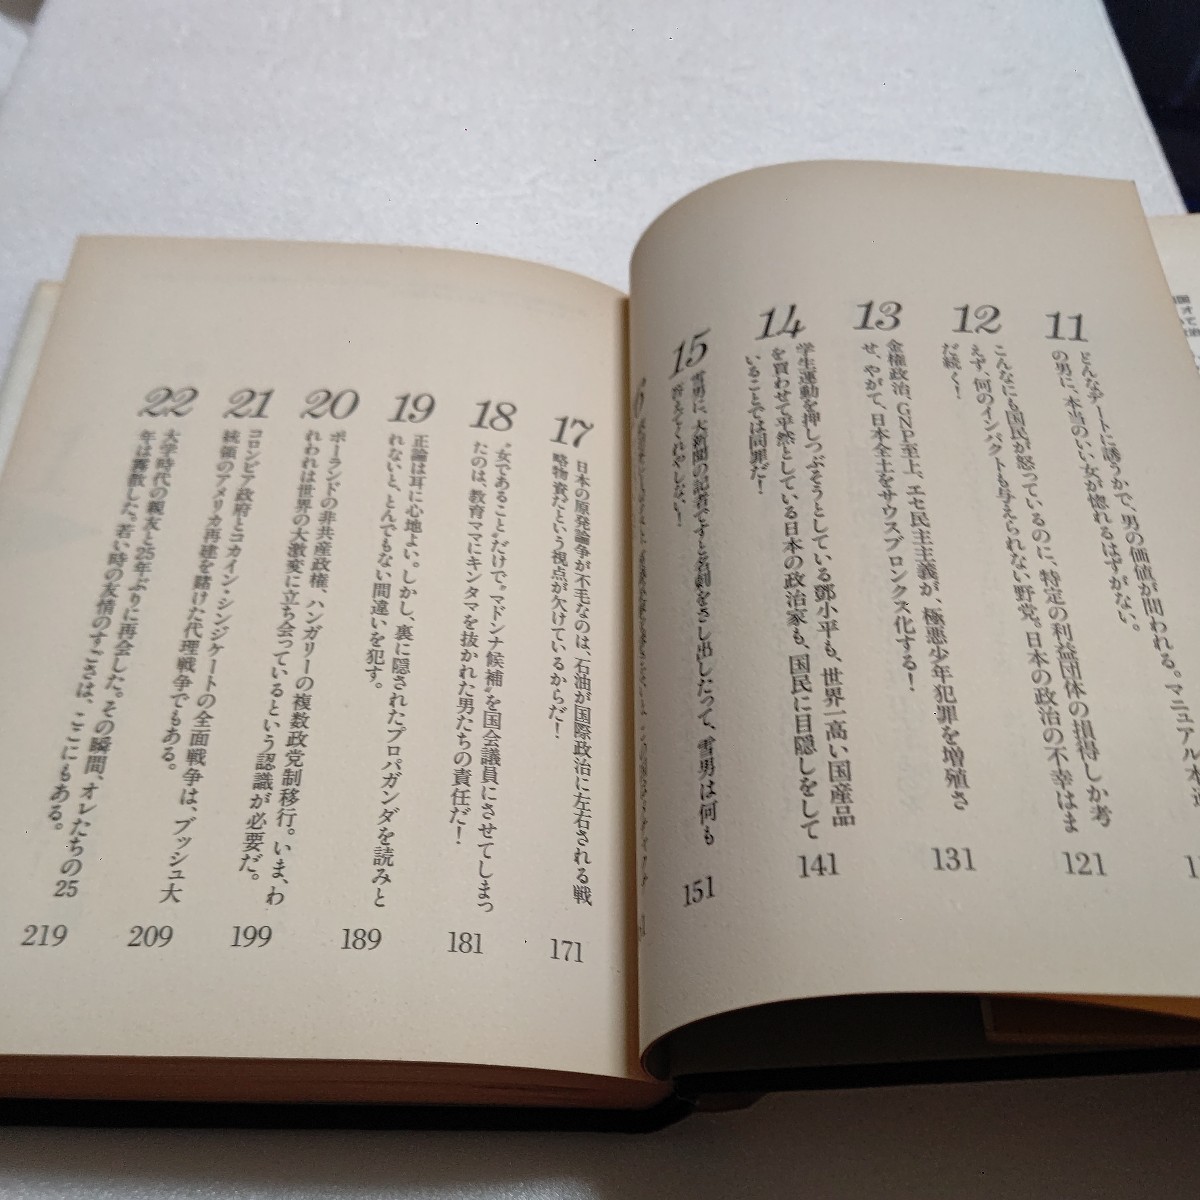 11
どんなデートに誘うかで、男の価値が問われる。マニュアル本
の男に、本当のいい女が惚れるはずがない。
121
12
こんなにも国民が怒っているのに、特定の利益団体の損得しか考
えず、何のインパクトも与えられない野党。日本の政治の不幸はま
だ続く!
131
13
金権政治、GNP至上、エセ民主主義が、極悪少年犯罪を増殖さ
せ、やがて、日本全土をサウスブロンクス化する!
141
14
学生運動を押しつぶそうとしている鄧小平も、世界一高い国産品
を買わせて平然としている日本の政治家も、国民に目隠しをして
いることでは同罪だ!
151
15
雪男に、大新聞の記者ですと名刺をさし出したって、雪男は何も
答えてくれやしない!
17
日本の原発論争が不毛なのは、石油が国際政治に左右される戦
略物資だという視点が欠けているからだ!
171
18
“女であること”だけで。マドンナ候補”を国会議員にさせてしまっ
たのは、教育ママにキンタマを抜かれた男たちの責任だ!
181
19
正論は耳に心地よい。しかし、裏に隠されたプロパガンダを読みと
れないと、とんでもない間違いを犯す。
189
20
ポーランドの非共産政権、ハンガリーの複数政党制移行。いま、わ
れわれは世界の大激変に立ち会っているという認識が必要だ。
199
21
コロンビア政府とコカイン・シンジケートの全面戦争は、ブッシュ大
統領のアメリカ再建を賭けた代理戦争でもある。
209
22
大学時代の親友と25年ぶりに再会した。その瞬間、オレたちの25
年は霧散した。若い時の友情のすごさは、ここにもある。
219